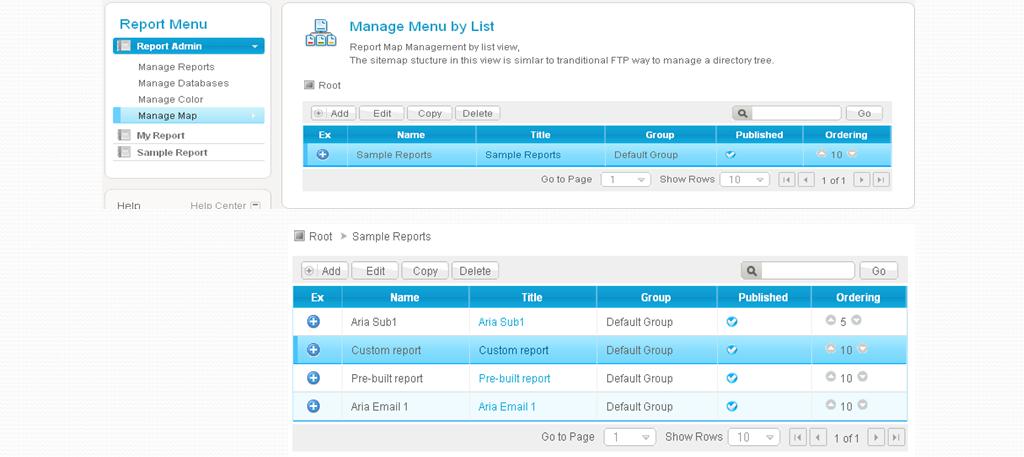 Report Menu
Report Admin
Manage Reports
Manage Databases
Manage Color
Manage Map
My Report
Sample Report
Help Help Center
Manage Menu by List
Report Map Management by list view,
The sitemap stucture in this view is simlar to tranditional FTP way to manage a directory tree.
Root
Add Edit Copy Delete Go
Ex Name Title Group Published Ordering
Sample Reports Sample Reports Default Group 10
Go to Page 1 Show Rows 10 1 of 1
Root > Sample Reports
Add Edit Copy Delete Go
Ex Name Title Group Published Ordering
Aria Sub1 Aria Sub1 Default Group 5
Custom report Custom report Default Group 10
Pre-built report Pre-built report Default Group 10
Aria Email 1 Aria Email 1 Default Group 10
Go to Page 1 Show Rows 10 1 of 1